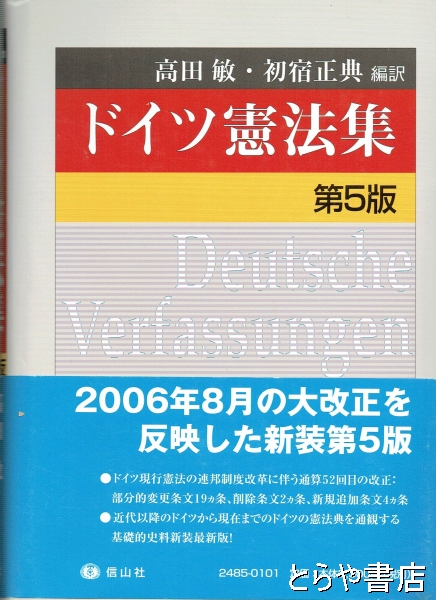 高田 敏・初宿正典 編訳
ドイツ憲法集
第5版
Deutsche
Verfassungen
2006年8月の大改正を
反映した新装第5版
●ドイツ現行憲法の連邦制度改革に伴う通算52回目の改正：
部分的変更条文19ヵ条、削除条文2ヵ条、新規追加条文4ヵ条
●近代以降のドイツから現在までのドイツの憲法典を通観する
基礎的史料新装最新版！
信山社
2485-0101
とらや書店